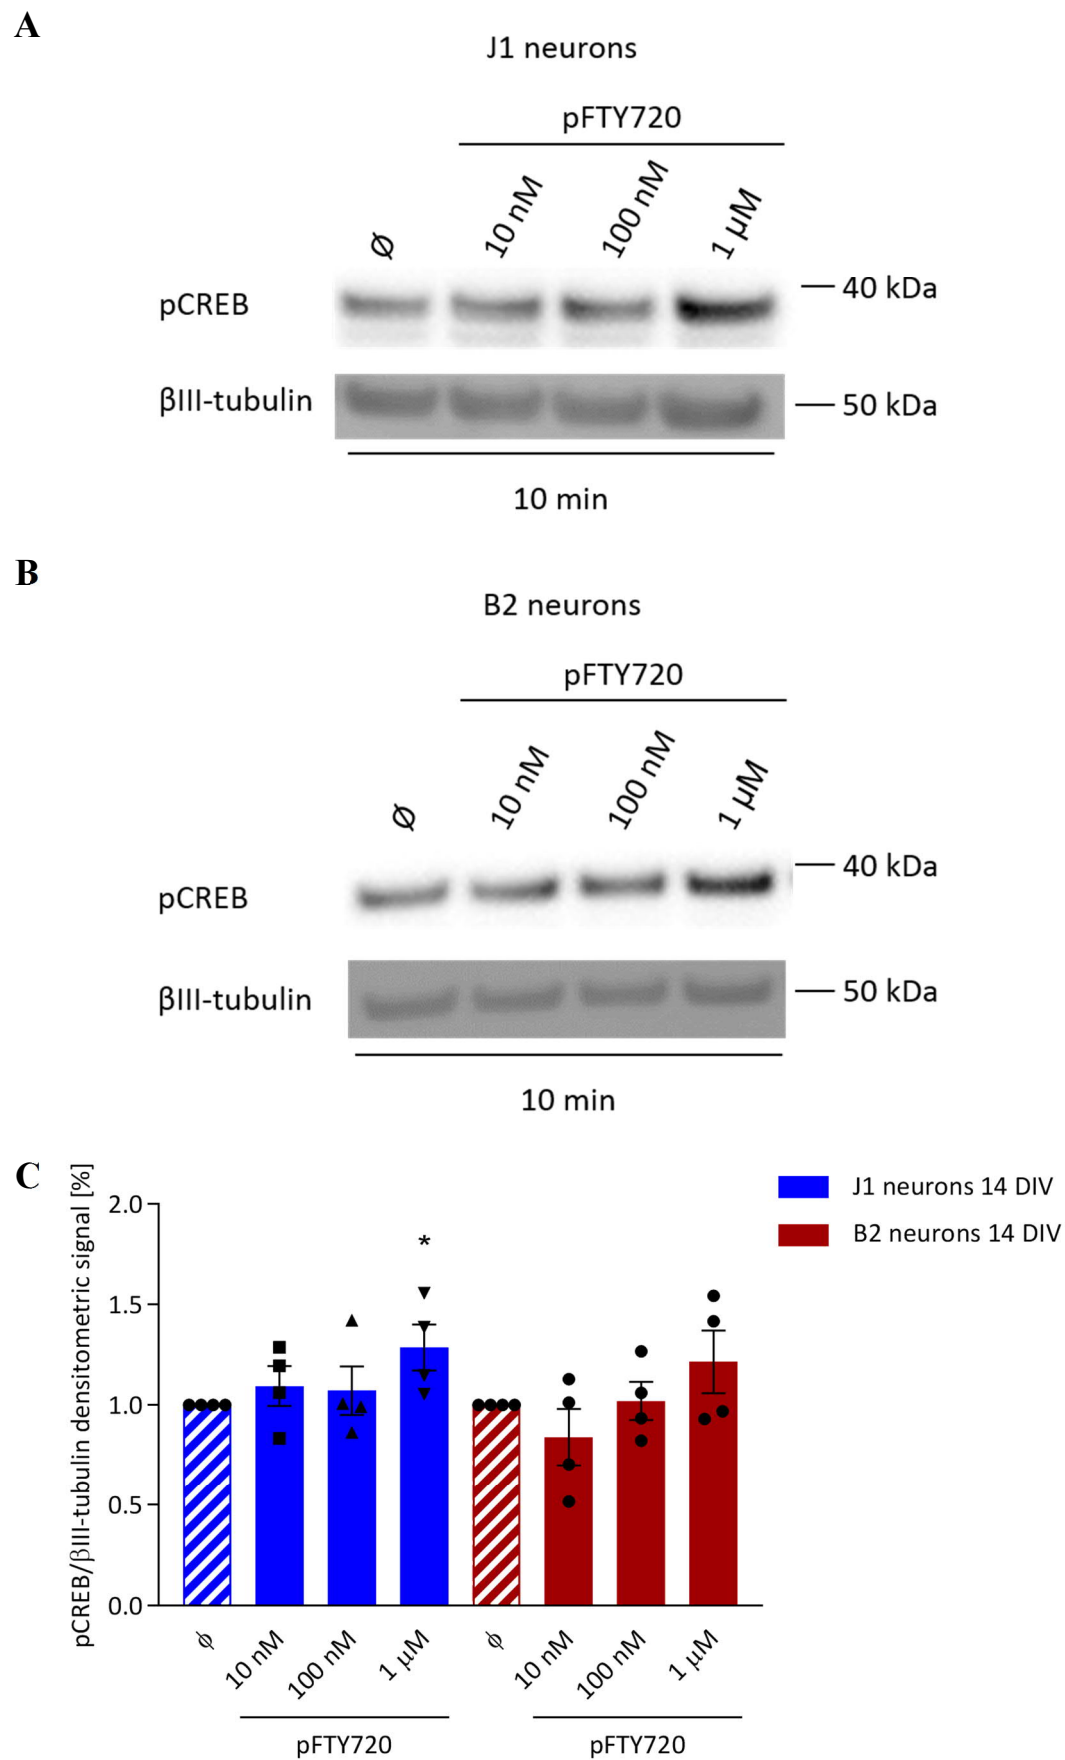 A
J1 neurons
pFTY720
Ø 10 nM 100 nM 1 µM
pCREB
40 kDa
βIII-tubulin
50 kDa
10 min
B
B2 neurons
pFTY720
Ø 10 nM 100 nM 1 µM
pCREB
40 kDa
βIII-tubulin
50 kDa
10 min
C
pCREB/βIII-tubulin densitometric signal [%]
J1 neurons 14 DIV
B2 neurons 14 DIV
2.0
*
1.5
1.0
0.5
0.0
ϕ 10 nM 100 nM 1 µM ϕ 10 nM 100 nM 1 µM
pFTY720 pFTY720